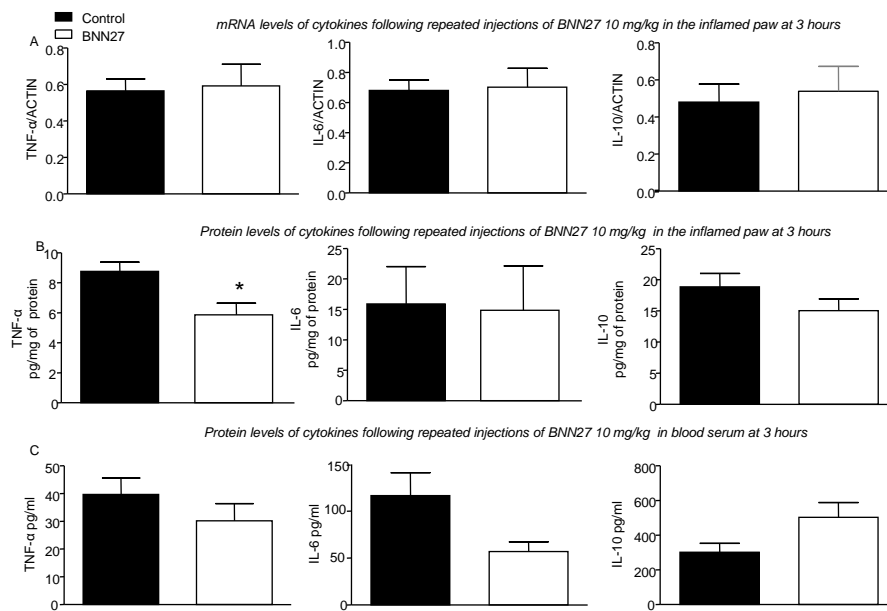 Control
BNN27
mRNA levels of cytokines following repeated injections of BNN27 10 mg/kg in the inflamed paw at 3 hours
A
TNF-α/ACTIN
0.8
0.6
0.4
0.2
0.0
IL-6/ACTIN
1.0
0.8
0.6
0.4
0.2
0.0
IL-10/ACTIN
0.8
0.6
0.4
0.2
0.0
Protein levels of cytokines following repeated injections of BNN27 10 mg/kg in the inflamed paw at 3 hours
B
TNF-α
pg/mg of protein
10
8
6
4
2
0
*
IL-6
pg/mg of protein
25
20
15
10
5
0
IL-10
pg/mg of protein
25
20
15
10
5
0
Protein levels of cytokines following repeated injections of BNN27 10 mg/kg in blood serum at 3 hours
C
TNF-α pg/ml
50
40
30
20
10
0
IL-6 pg/ml
150
100
50
0
IL-10 pg/ml
800
600
400
200
0